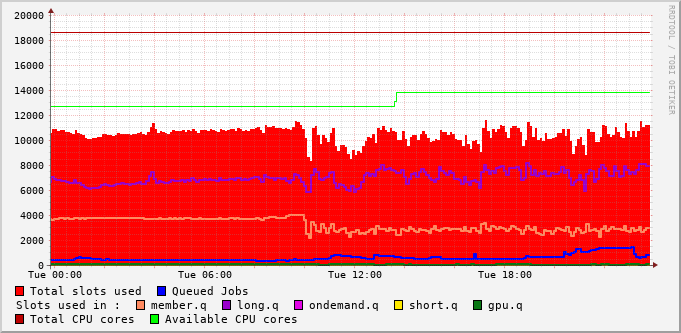 20000
18000
16000
14000
12000
10000
8000
6000
4000
2000
0
Tue 00:00 Tue 06:00 Tue 12:00 Tue 18:00
RRDTOOL / TOBI OETIKER
Total slots used Queued Jobs
Slots used in : member.q long.q ondemand.q short.q gpu.q
Total CPU cores Available CPU cores